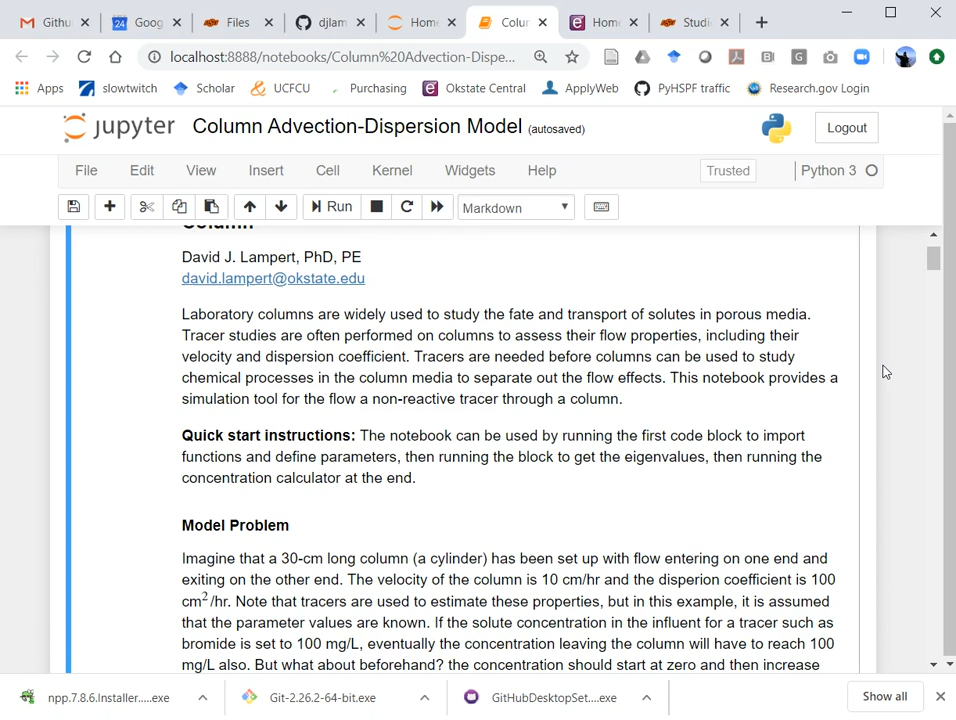 Githu
24
Goog
Files
djlam
Home
Colun
Home
Studi
localhost:8888/notebooks/Column%20Advection-Dispe...
Apps
slowtwitch
Scholar
UCFCU
Purchasing
Okstate Central
ApplyWeb
PyHSPF traffic
Research.gov Login
jupyter Column Advection-Dispersion Model (autosaved)
Logout
File Edit View Insert Cell Kernel Widgets Help
Trusted
Python 3
Run
Markdown
Column
David J. Lampert, PhD, PE
david.lampert@okstate.edu
Laboratory columns are widely used to study the fate and transport of solutes in porous media.
Tracer studies are often performed on columns to assess their flow properties, including their
velocity and dispersion coefficient. Tracers are needed before columns can be used to study
chemical processes in the column media to separate out the flow effects. This notebook provides a
simulation tool for the flow a non-reactive tracer through a column.
Quick start instructions: The notebook can be used by running the first code block to import
functions and define parameters, then running the block to get the eigenvalues, then running the
concentration calculator at the end.
Model Problem
Imagine that a 30-cm long column (a cylinder) has been set up with flow entering on one end and
exiting on the other end. The velocity of the column is 10 cm/hr and the disperion coefficient is 100
cm²/hr. Note that tracers are used to estimate these properties, but in this example, it is assumed
that the parameter values are known. If the solute concentration in the influent for a tracer such as
bromide is set to 100 mg/L, eventually the concentration leaving the column will have to reach 100
mg/L also. But what about beforehand? the concentration should start at zero and then increase
npp.7.8.6.Installer.....exe
Git-2.26.2-64-bit.exe
GitHubDesktopSet....exe
Show all